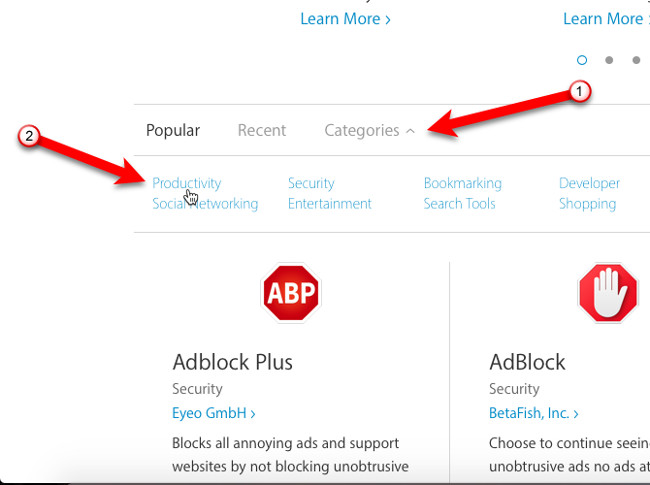 Learn More › Learn More ›
1
Popular Recent Categories
2
Productivity Security Bookmarking Developer
Social Networking Entertainment Search Tools Shopping
ABP
Adblock Plus AdBlock
Security Security
Eyeo GmbH › BetaFish, Inc. ›
Blocks all annoying ads and support Choose to continue seein
websites by not blocking unobtrusive unobtrusive ads no ads at